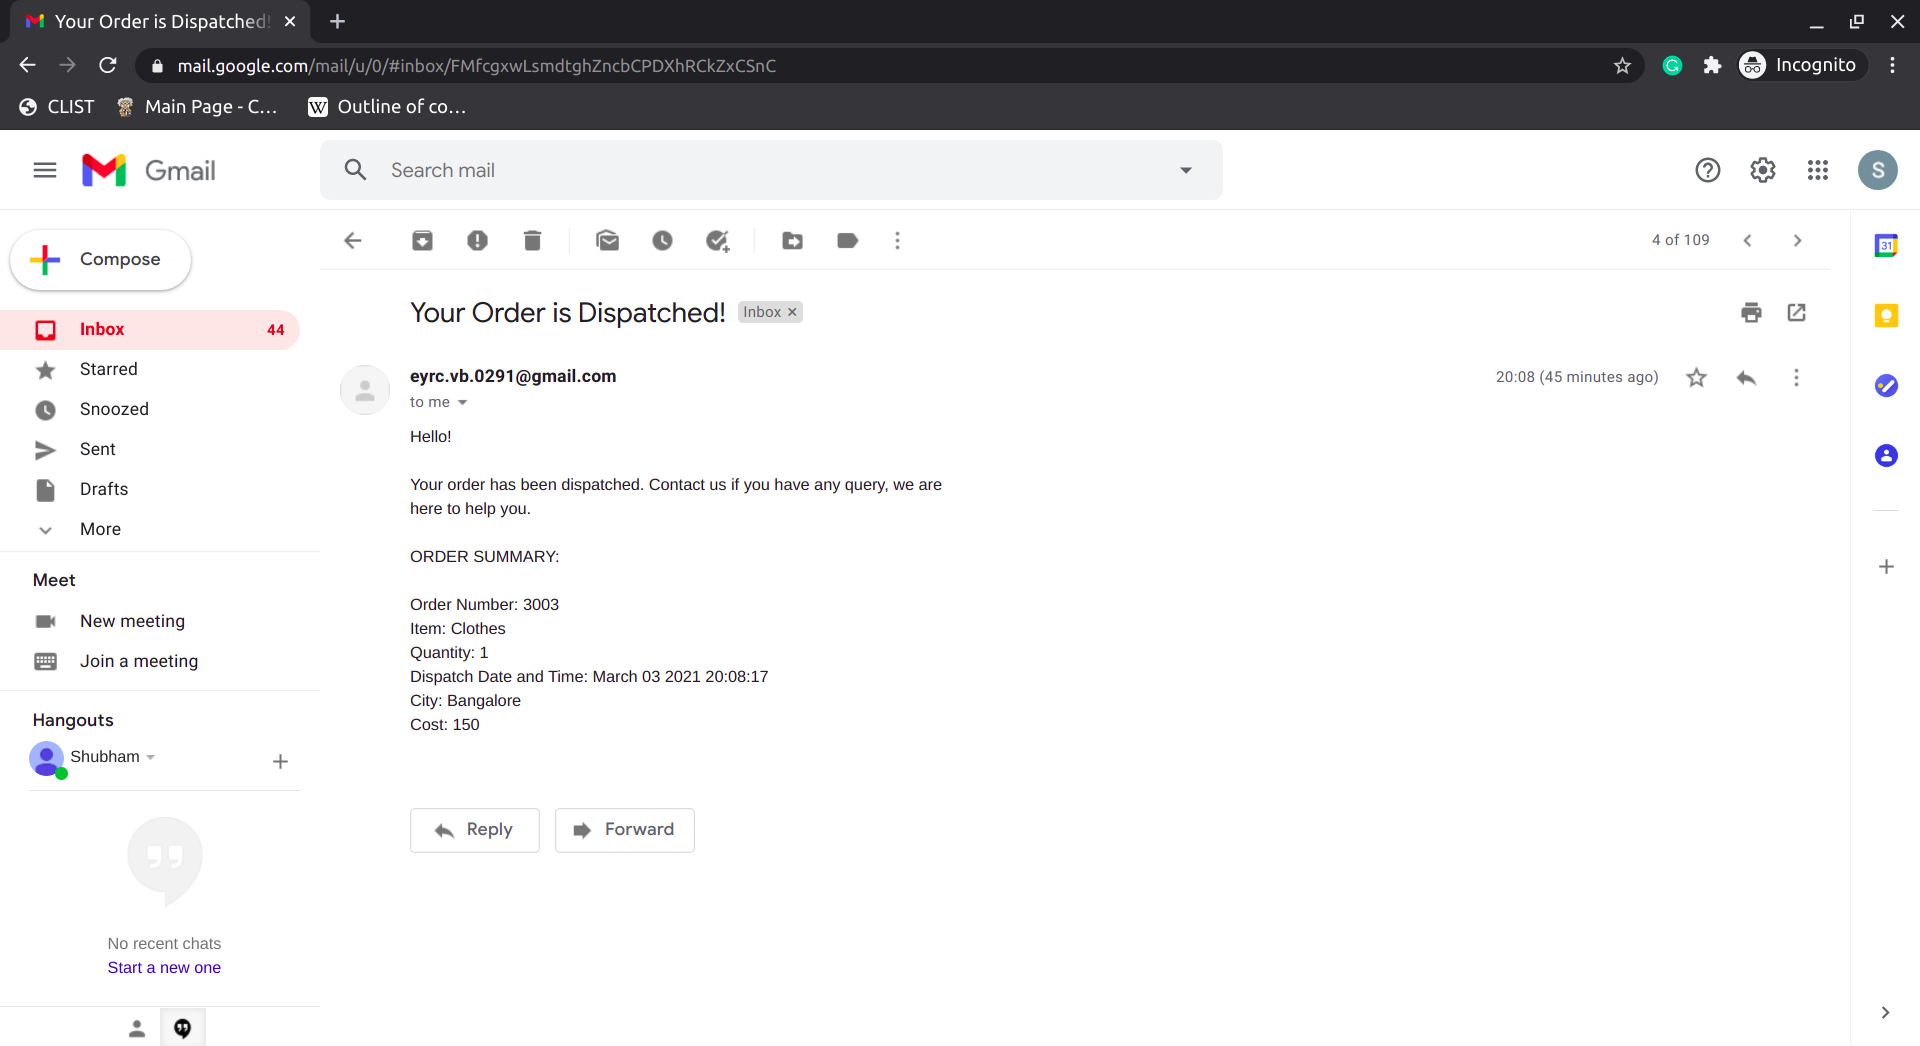 Your Order is Dispatched!
mail.google.com/mail/u/0/#inbox/FMfcgxwLsmdtghZncbCPDXhRCkZxCSnC
Incognito
CLIST
Main Page - C...
W
Outline of co...
Gmail
Search mail
S
Compose
4 of 109
31
Your Order is Dispatched!
Inbox ×
Inbox
44
Starred
Snoozed
Sent
Drafts
More
eyrc.vb.0291@gmail.com
20:08 (45 minutes ago)
to me
Hello!
Your order has been dispatched. Contact us if you have any query, we are
here to help you.
ORDER SUMMARY:
Order Number: 3003
Item: Clothes
Quantity: 1
Dispatch Date and Time: March 03 2021 20:08:17
City: Bangalore
Cost: 150
Meet
New meeting
Join a meeting
Hangouts
Shubham
Reply
Forward
No recent chats
Start a new one